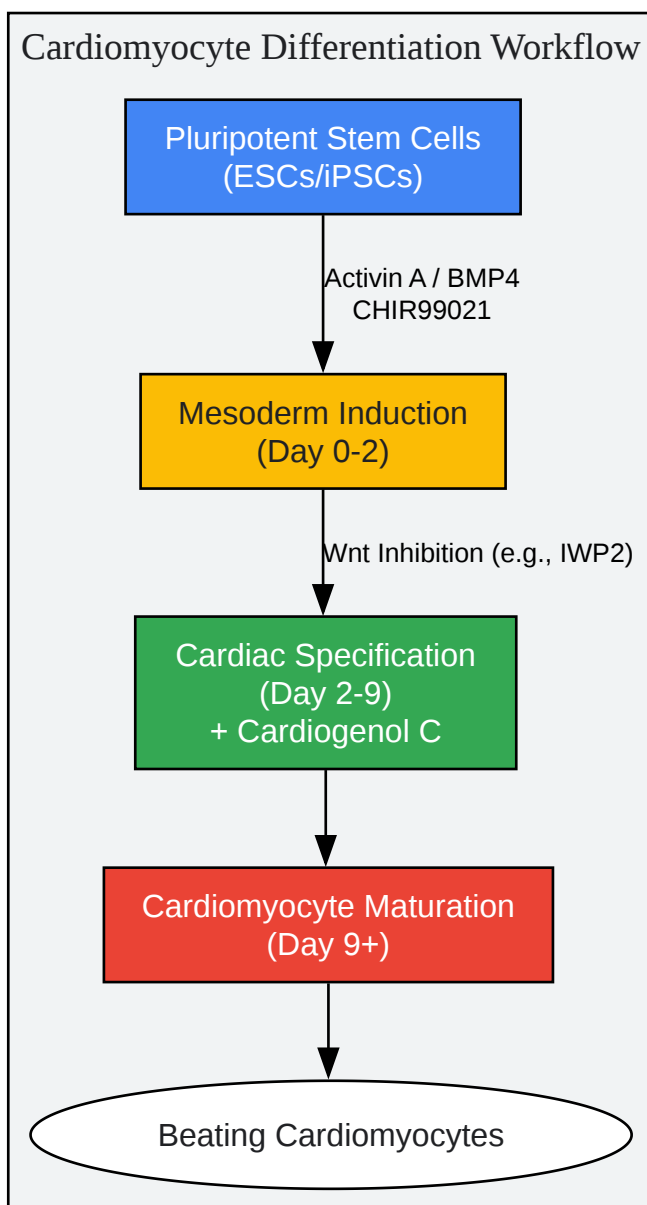 Cardiomyocyte Differentiation Workflow
Pluripotent Stem Cells
(ESCs/iPSCs)
Activin A / BMP4
CHIR99021
Mesoderm Induction
(Day 0-2)
Wnt Inhibition (e.g., IWP2)
Cardiac Specification
(Day 2-9)
+ Cardiogenol C
Cardiomyocyte Maturation
(Day 9+)
Beating Cardiomyocytes